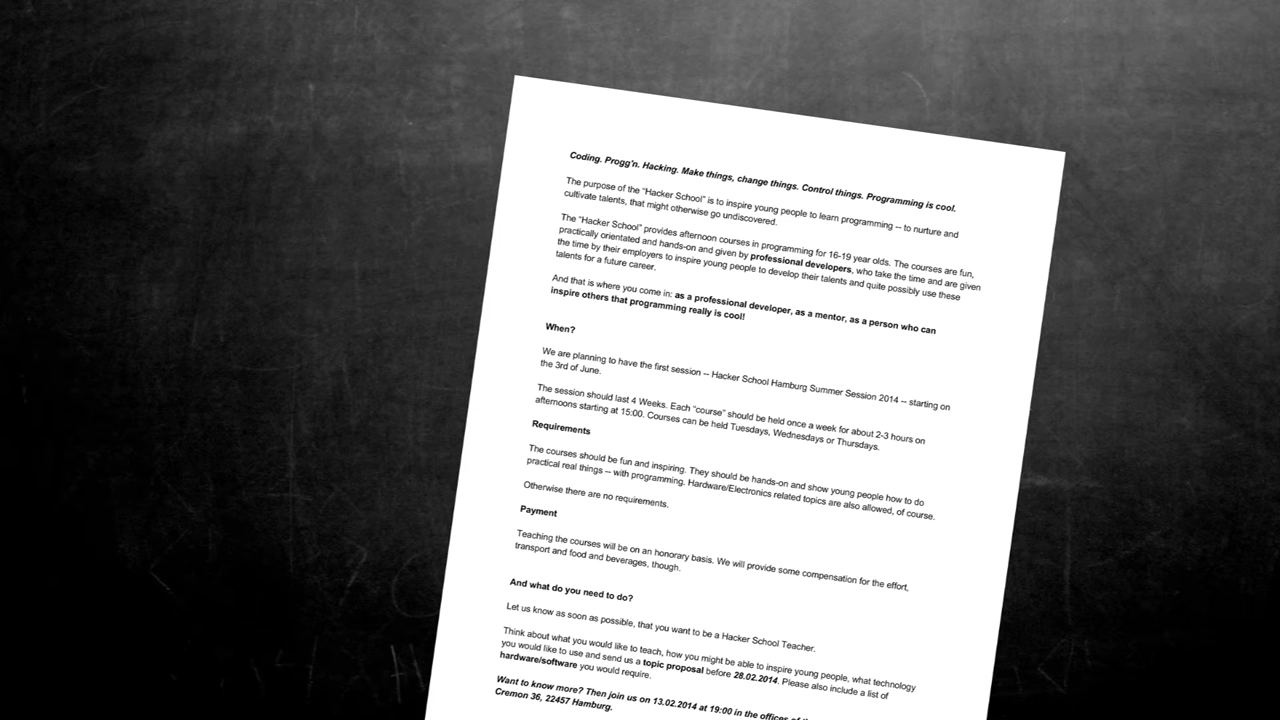 Coding. Progg'n. Hacking. Make things, change things. Control things. Programming is cool.
The purpose of the “Hacker School” is to inspire young people to learn programming -- to nurture and
cultivate talents, that might otherwise go undiscovered.
The “Hacker School” provides afternoon courses in programming for 16-19 year olds. The courses are fun,
practically orientated and hands-on and given by professional developers, who take the time and are given
the time by their employers to inspire young people to develop their talents and quite possibly use these
talents for a future career.
And that is where you come in: as a professional developer, as a mentor, as a person who can
inspire others that programming really is cool!
When?
We are planning to have the first session -- Hacker School Hamburg Summer Session 2014 -- starting on
the 3rd of June.
The session should last 4 Weeks. Each “course” should be held once a week for about 2-3 hours on
afternoons starting at 15:00. Courses can be held Tuesdays, Wednesdays or Thursdays.
Requirements
The courses should be fun and inspiring. They should be hands-on and show young people how to do
practical real things -- with programming. Hardware/Electronics related topics are also allowed, of course.
Otherwise there are no requirements.
Payment
Teaching the courses will be on an honorary basis. We will provide some compensation for the effort,
transport and food and beverages, though.
And what do you need to do?
Let us know as soon as possible, that you want to be a Hacker School Teacher.
Think about what you would like to teach, how you might be able to inspire young people, what technology
you would like to use and send us a topic proposal before 28.02.2014. Please also include a list of
hardware/software you would require.
Want to know more? Then join us on 13.02.2014 at 19:00 in the offices of
Cremon 36, 22457 Hamburg.